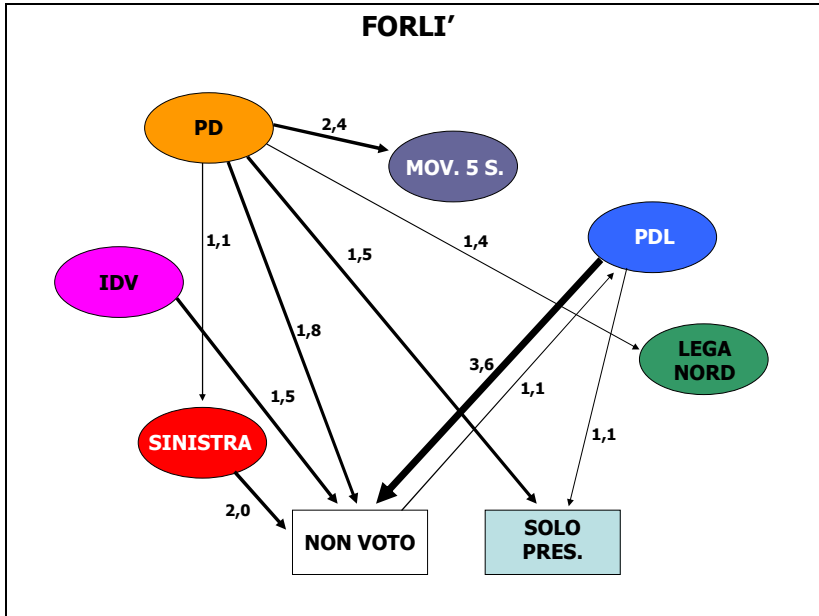 FORLI’
PD
2,4
MOV. 5 S.
PDL
1,1
1,5
1,4
IDV
1,8
3,6
LEGA
NORD
1,1
1,5
SINISTRA
1,1
2,0
NON VOTO
SOLO
PRES.